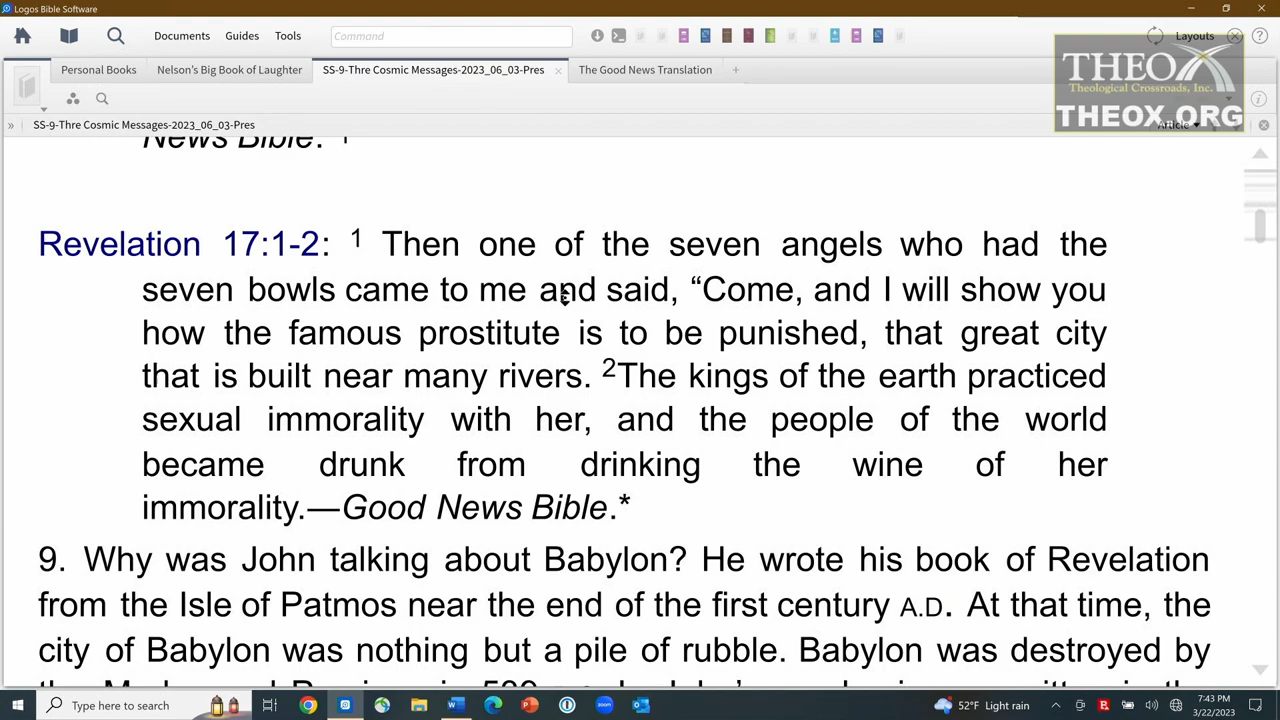 Logos Bible Software
Documents Guides Tools Command Layouts
Personal Books Nelson's Big Book of Laughter SS-9-Thre Cosmic Messages-2023_06_03-Pres The Good News Translation
THEOX
Theological Crossroads, Inc.
THEOX.ORG
SS-9-Thre Cosmic Messages-2023_06_03-Pres Article
News Bible. 1
Revelation 17:1-2: 1 Then one of the seven angels who had the
seven bowls came to me and said, “Come, and I will show you
how the famous prostitute is to be punished, that great city
that is built near many rivers. 2The kings of the earth practiced
sexual immorality with her, and the people of the world
became drunk from drinking the wine of her
immorality.—Good News Bible.*
9. Why was John talking about Babylon? He wrote his book of Revelation
from the Isle of Patmos near the end of the first century A.D. At that time, the
city of Babylon was nothing but a pile of rubble. Babylon was destroyed by
Type here to search 52°F Light rain 7:43 PM
3/22/2023